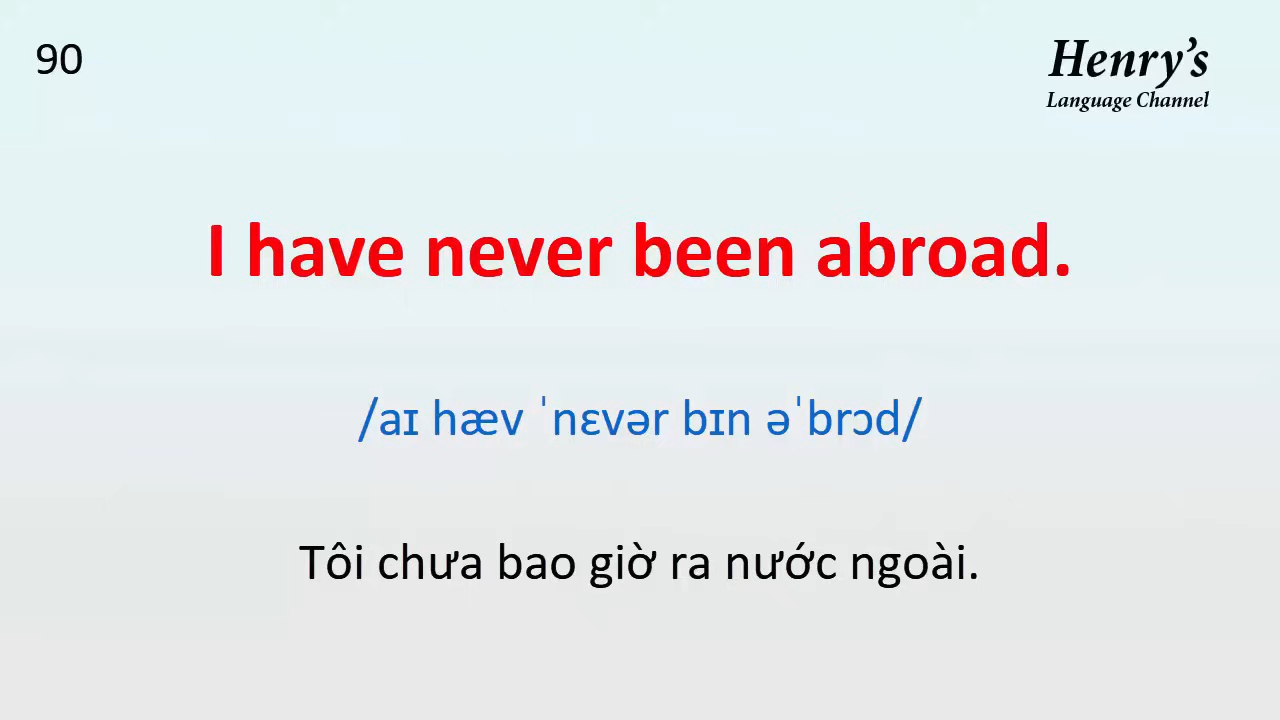 90
Henry’s
Language Channel
I have never been abroad.
/aɪ hæv ˈnɛvər bɪn əˈbrɔd/
Tôi chưa bao giờ ra nước ngoài.